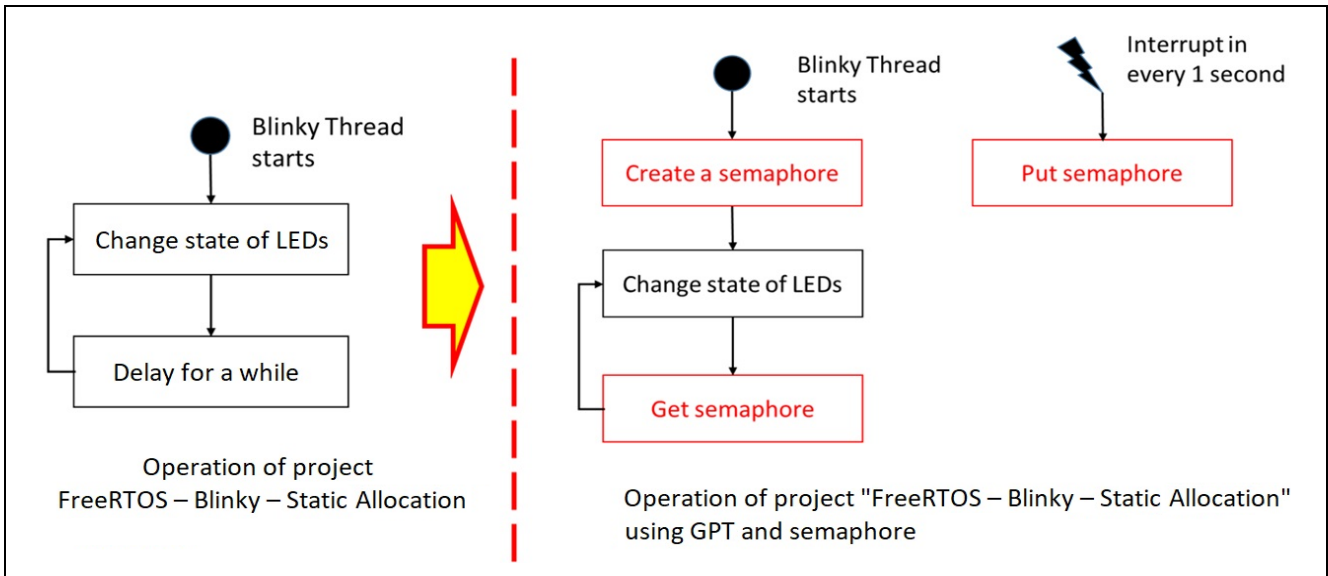 Blinky Thread
starts
Change state of LEDs
Delay for a while
Operation of project
FreeRTOS – Blinky – Static Allocation
Blinky Thread
starts
Interrupt in
every 1 second
Create a semaphore
Put semaphore
Change state of LEDs
Get semaphore
Operation of project "FreeRTOS – Blinky – Static Allocation"
using GPT and semaphore